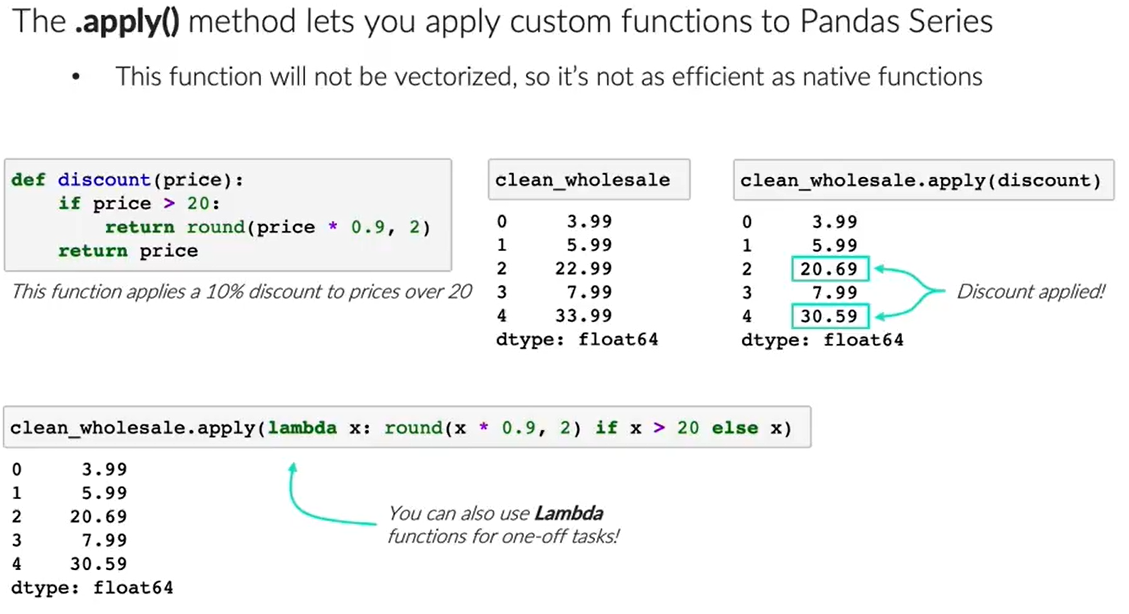 The .apply() method lets you apply custom functions to Pandas Series
• This function will not be vectorized, so it's not as efficient as native functions
def discount(price):
    if price > 20:
        return round(price * 0.9, 2)
    return price
This function applies a 10% discount to prices over 20
clean_wholesale
0 3.99
1 5.99
2 22.99
3 7.99
4 33.99
dtype: float64
clean_wholesale.apply(discount)
0 3.99
1 5.99
2 20.69
3 7.99
4 30.59
dtype: float64
Discount applied!
clean_wholesale.apply(lambda x: round(x * 0.9, 2) if x > 20 else x)
0 3.99
1 5.99
2 20.69
3 7.99
4 30.59
dtype: float64
You can also use Lambda
functions for one-off tasks!